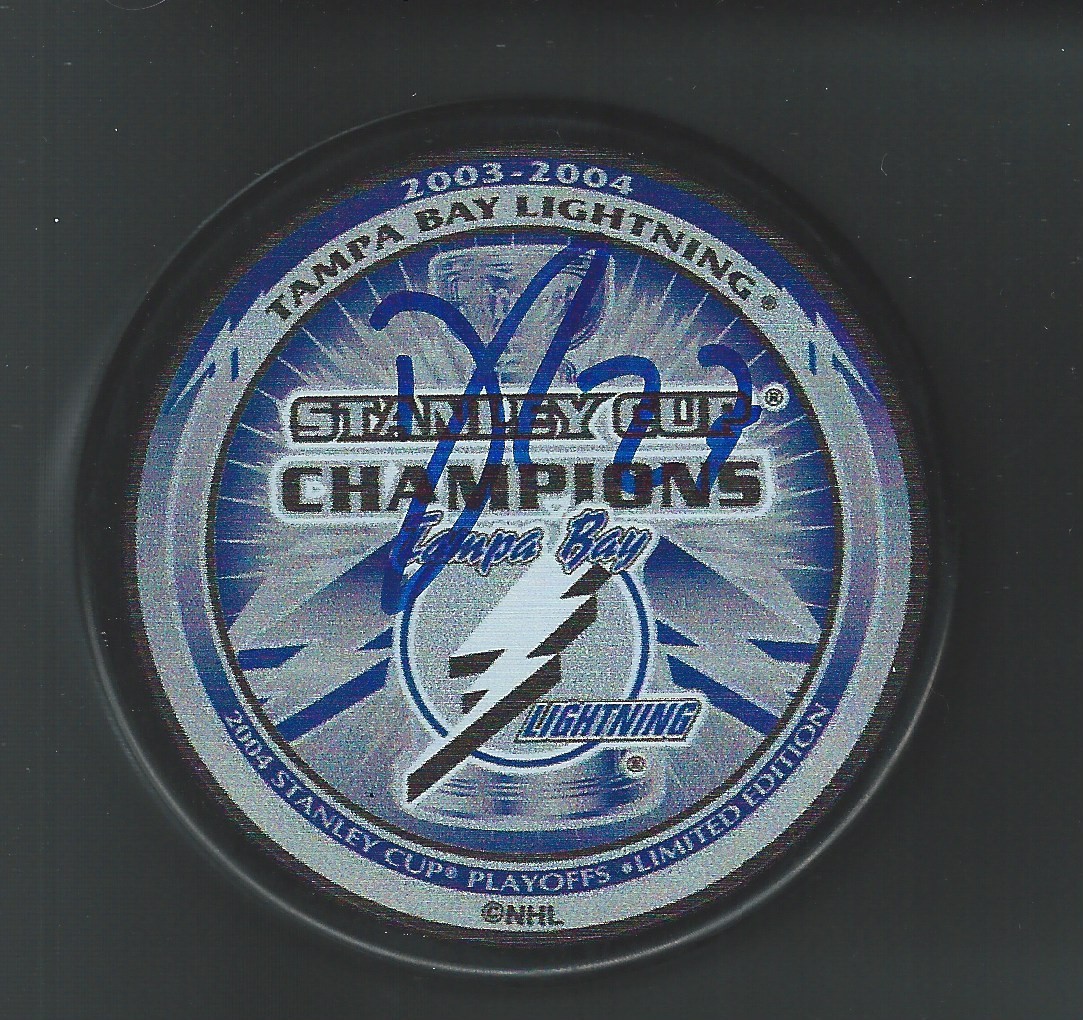 2003-2004
TAMPA BAY LIGHTNING
STANLEY CUP®
CHAMPIONS
Tampa Bay
LIGHTNING
®
2004 STANLEY CUP® PLAYOFFS • LIMITED EDITION
©NHL